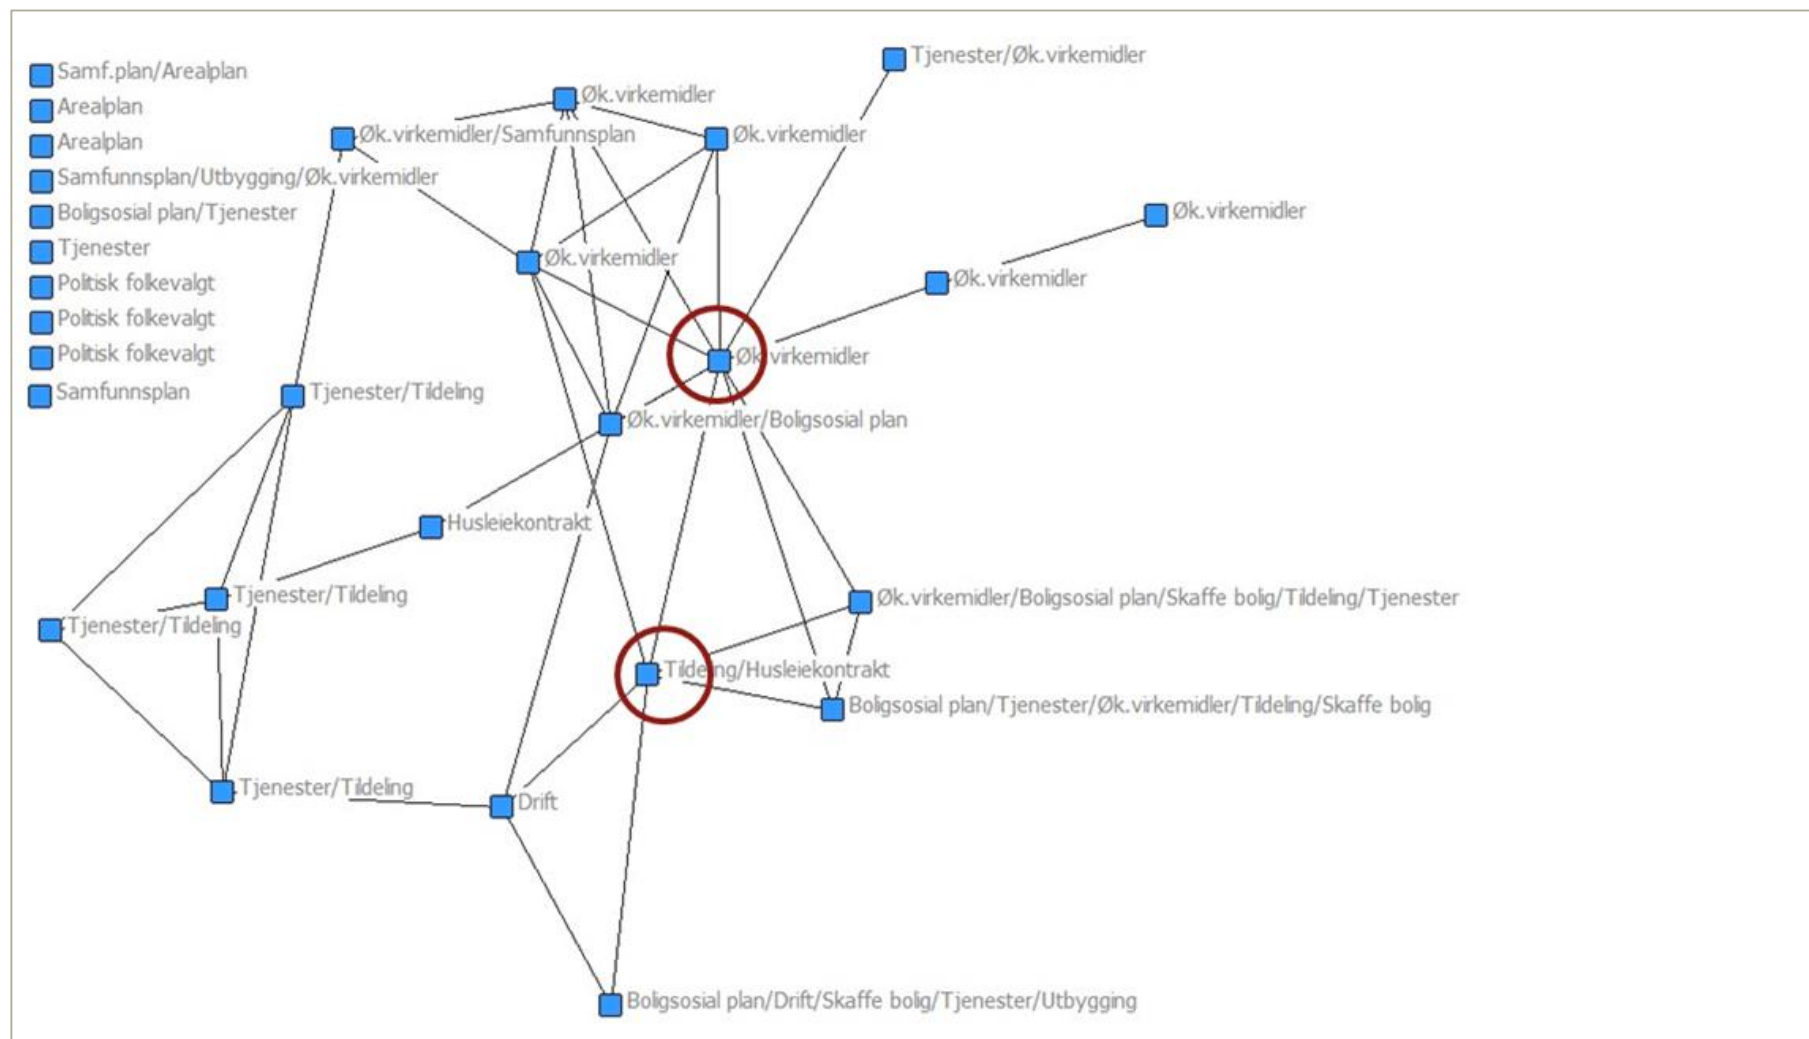 Samf.plan/Arealplan
Arealplan
Arealplan
Samfunnsplan/Utbygging/Øk.virkemidler
Boligsosial plan/Tjenester
Tjenester
Politisk folkevalgt
Politisk folkevalgt
Politisk folkevalgt
Samfunnsplan
Tjenester/Øk.virkemidler
Øk.virkemidler
Øk.virkemidler/Samfunnsplan
Øk.virkemidler
Øk.virkemidler
Øk.virkemidler
Øk.virkemidler
Øk.virkemidler
Tjenester/Tildeling
Øk.virkemidler/Boligsosial plan
Husleiekontrakt
Tjenester/Tildeling
Øk.virkemidler/Boligsosial plan/Skaffe bolig/Tildeling/Tjenester
Tjenester/Tildeling
Tildeling/Husleiekontrakt
Boligsosial plan/Tjenester/Øk.virkemidler/Tildeling/Skaffe bolig
Tjenester/Tildeling
Drift
Boligsosial plan/Drift/Skaffe bolig/Tjenester/Utbygging